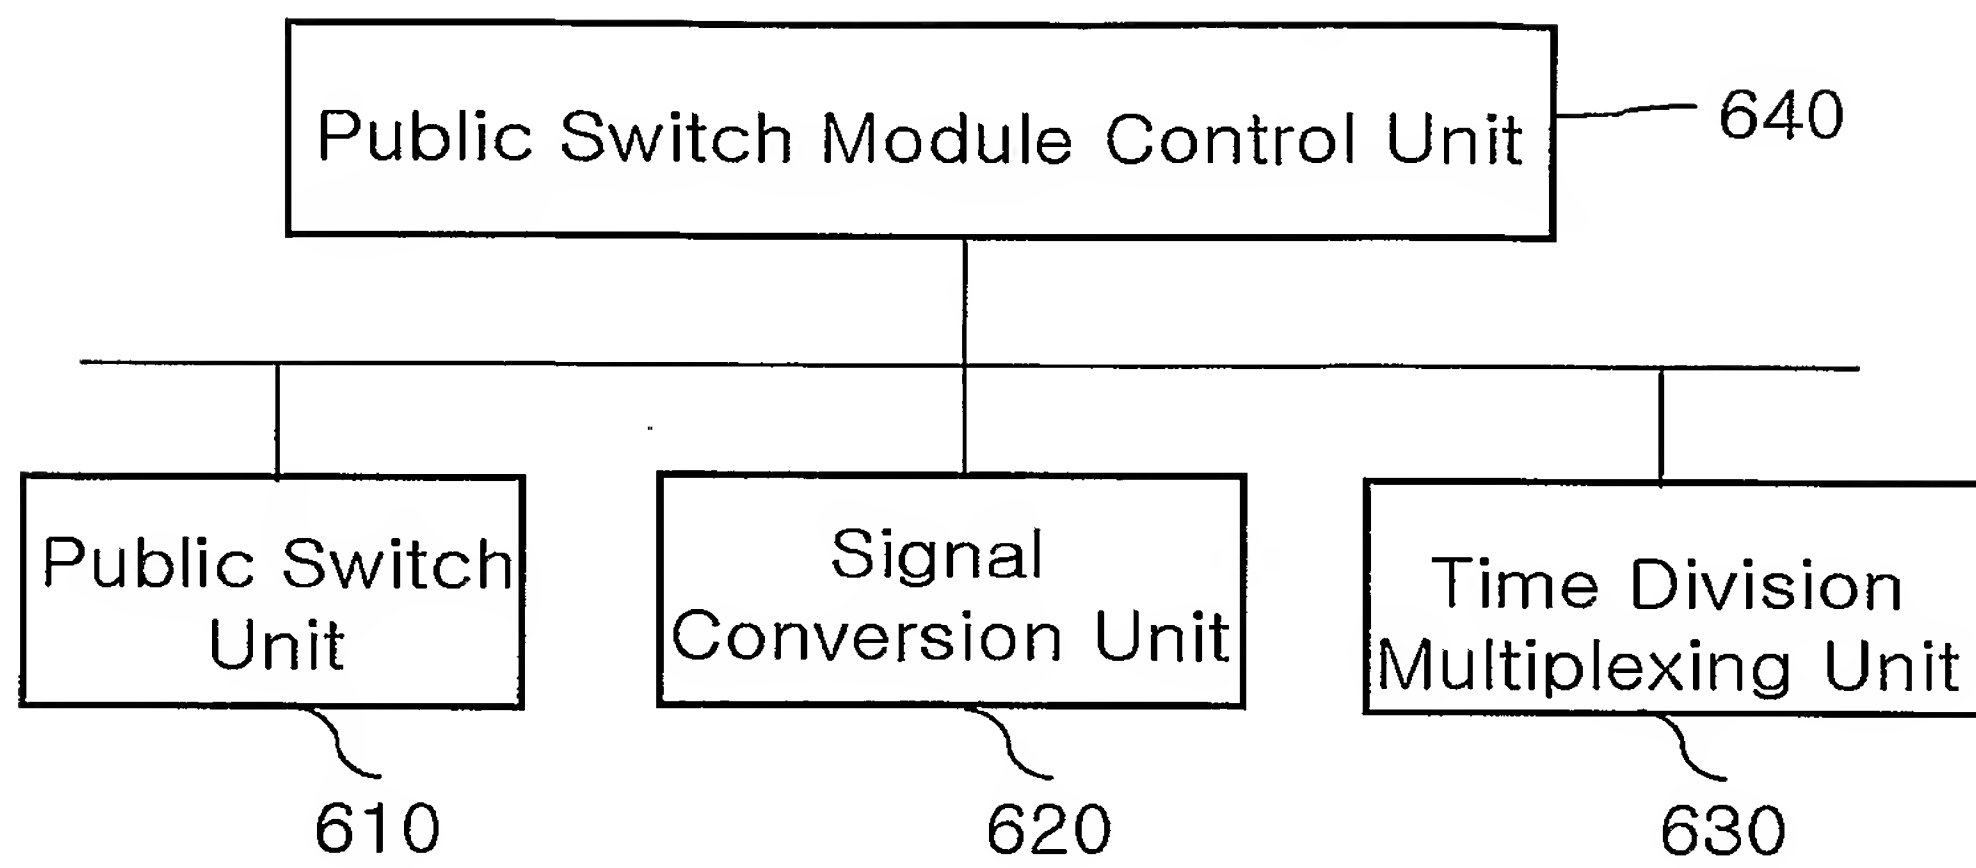 Public Switch Module Control Unit
640
Public Switch
Unit
Signal
Conversion Unit
Time Division
Multiplexing Unit
610
620
630